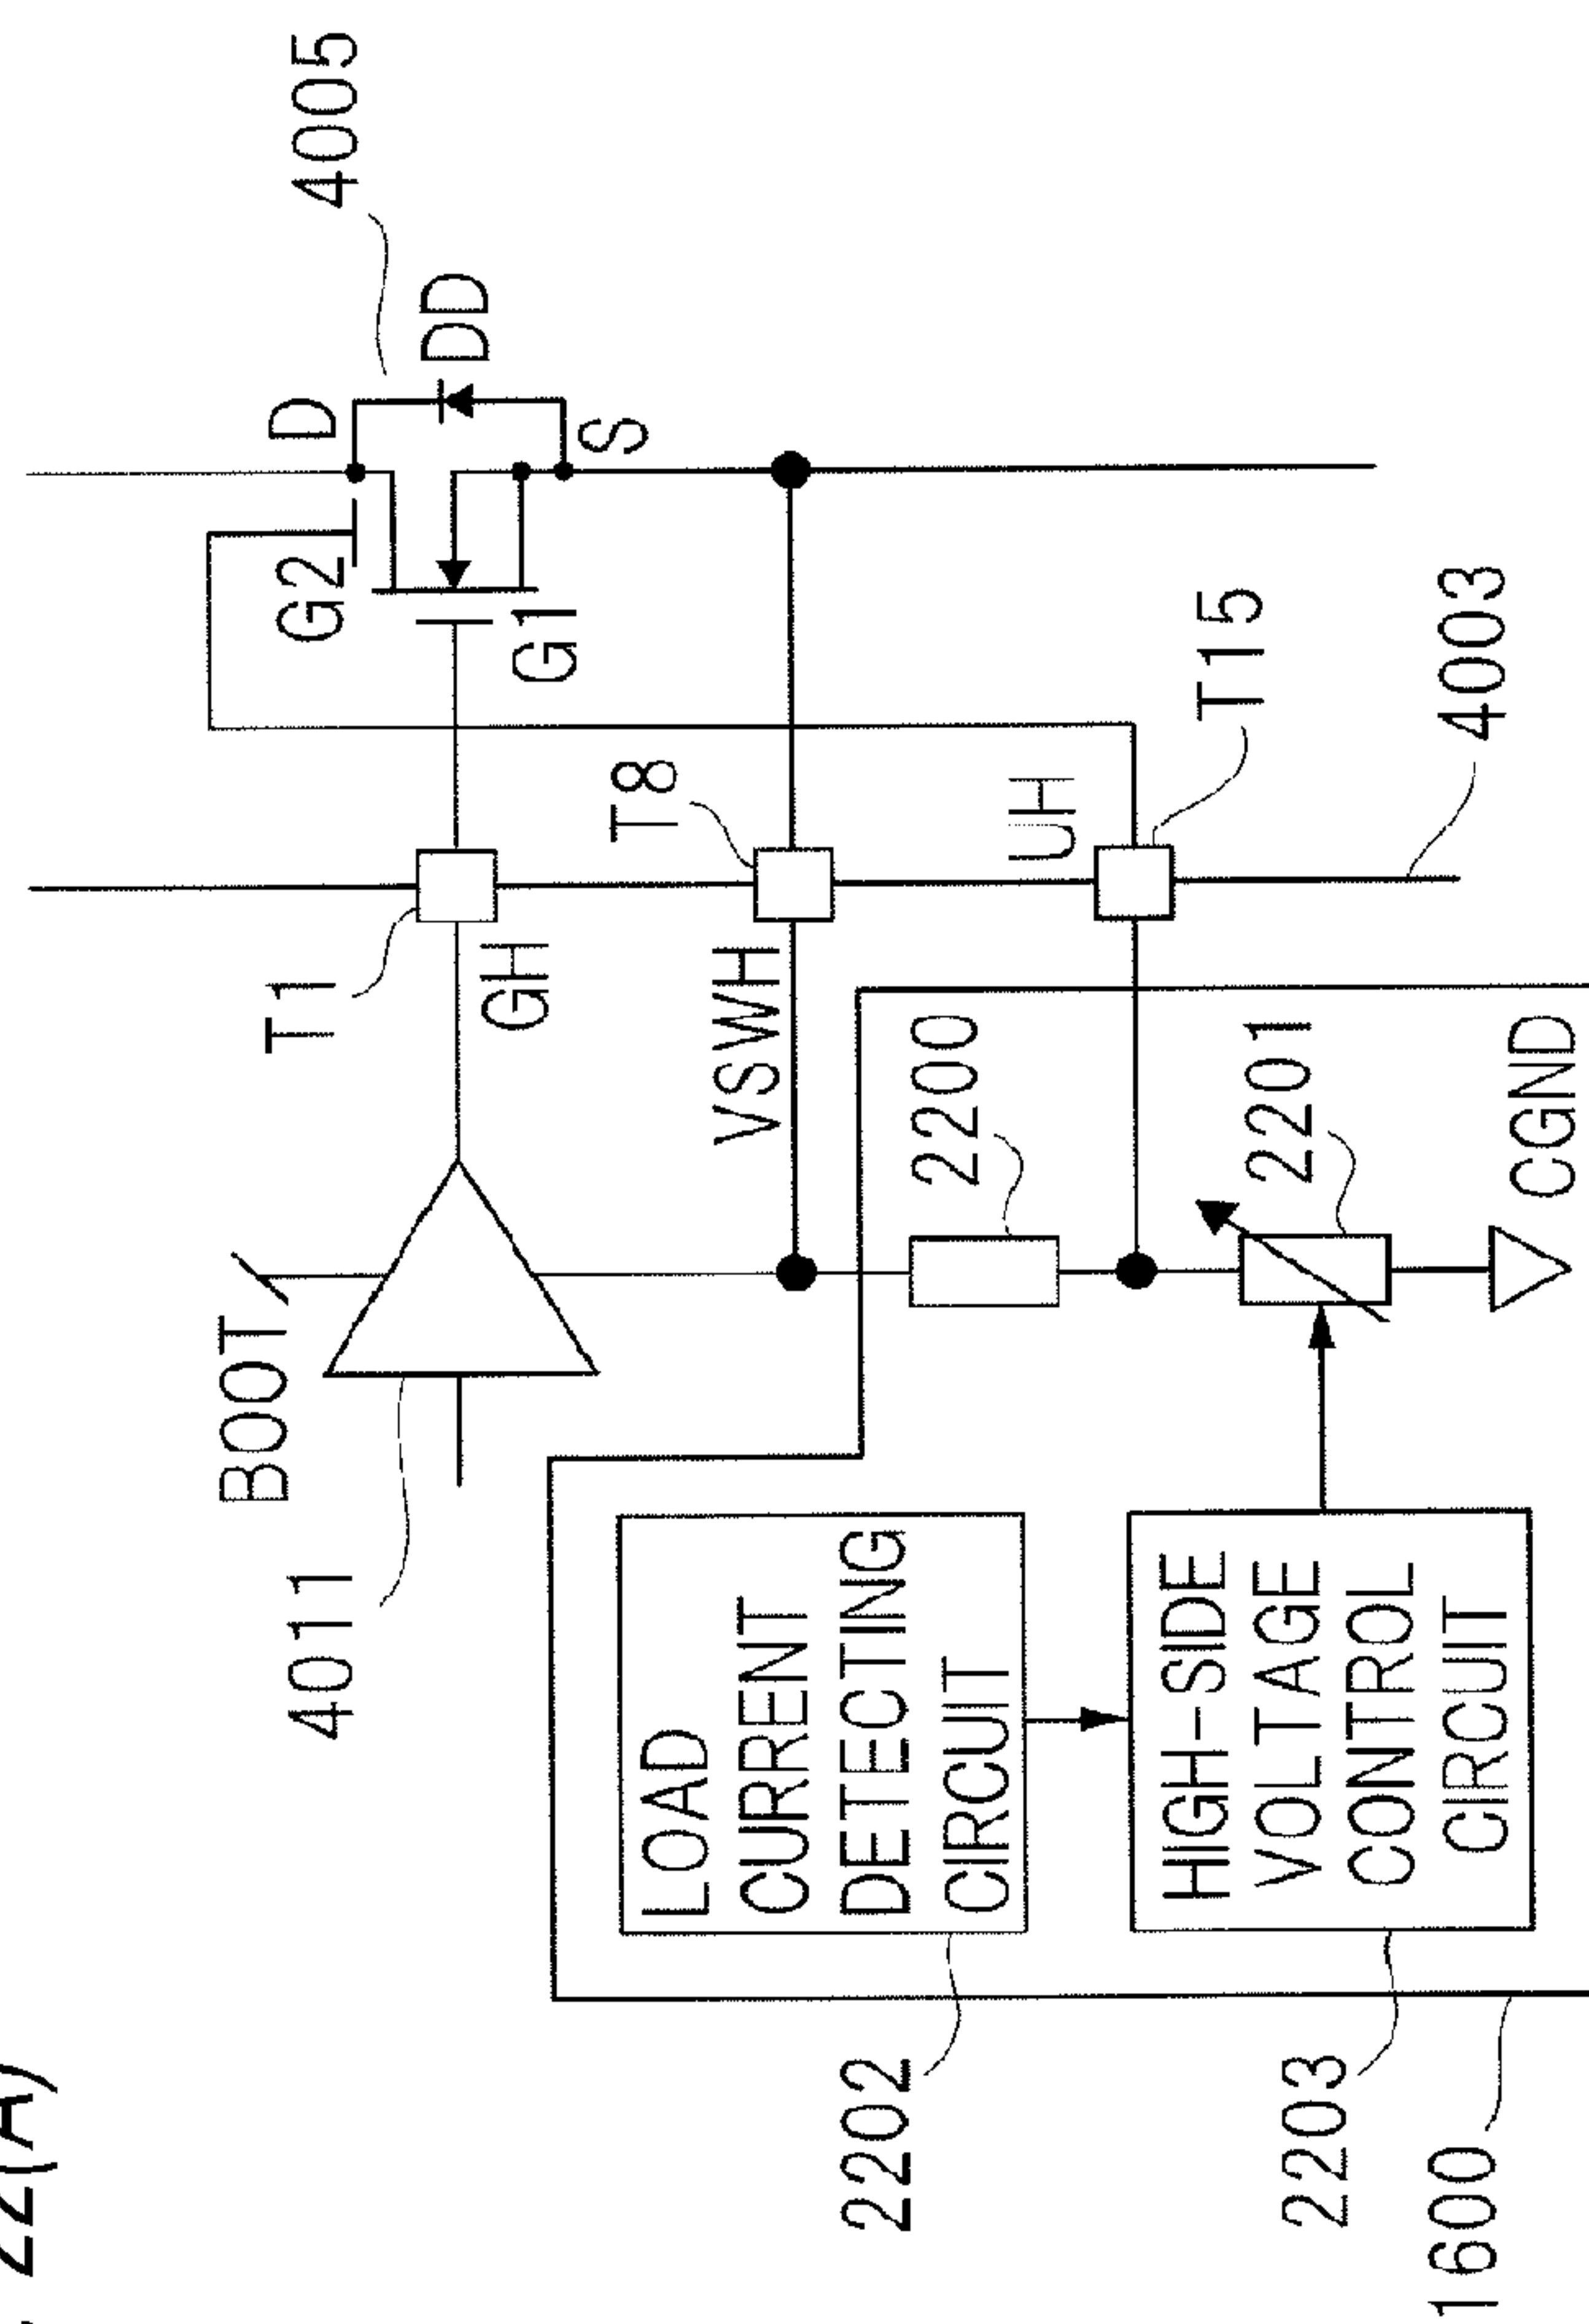 22(A)
4005
D
DD
S
G2
G1
T1
GH
T8
VSWH
UH
T15
4003
BOOT
4011
2200
2201
CGND
LOAD
CURRENT
DETECTING
CIRCUIT
HIGH-SIDE
VOLTAGE
CONTROL
CIRCUIT
2202
2203
1600